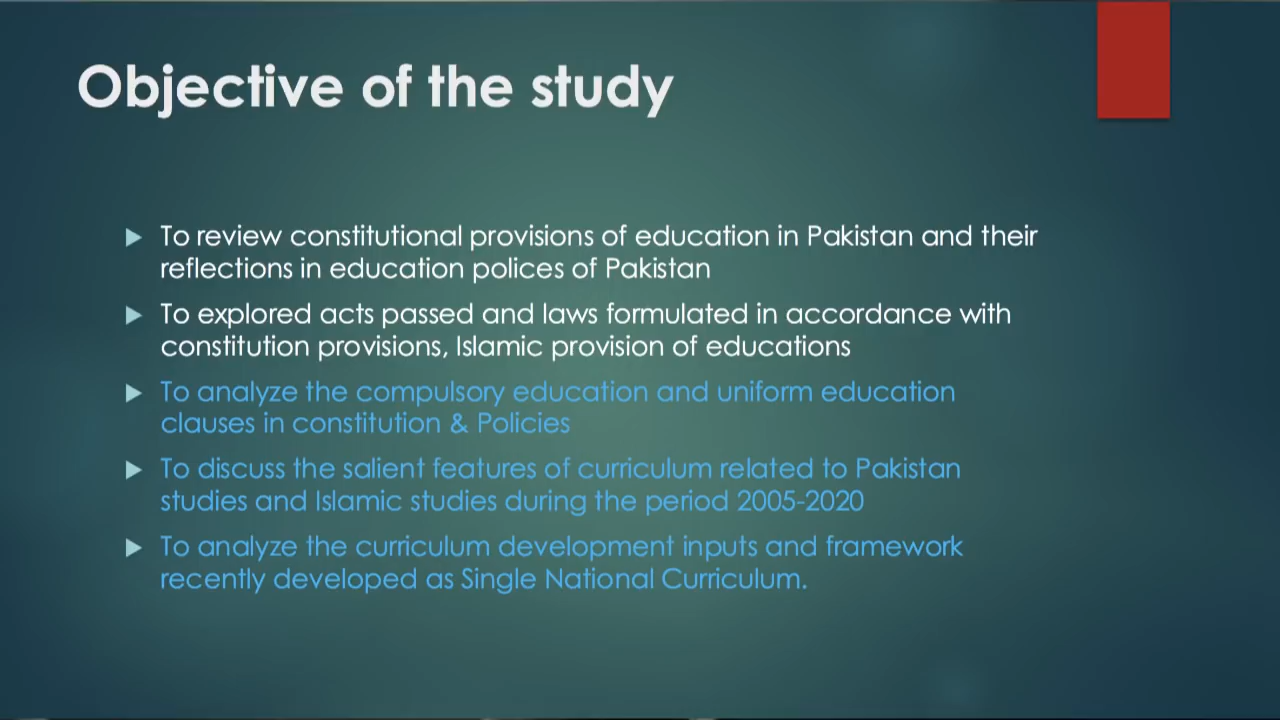 Objective of the study
To review constitutional provisions of education in Pakistan and their
reflections in education polices of Pakistan
To explored acts passed and laws formulated in accordance with
constitution provisions, Islamic provision of educations
To analyze the compulsory education and uniform education
clauses in constitution & Policies
To discuss the salient features of curriculum related to Pakistan
studies and Islamic studies during the period 2005-2020
To analyze the curriculum development inputs and framework
recently developed as Single National Curriculum.